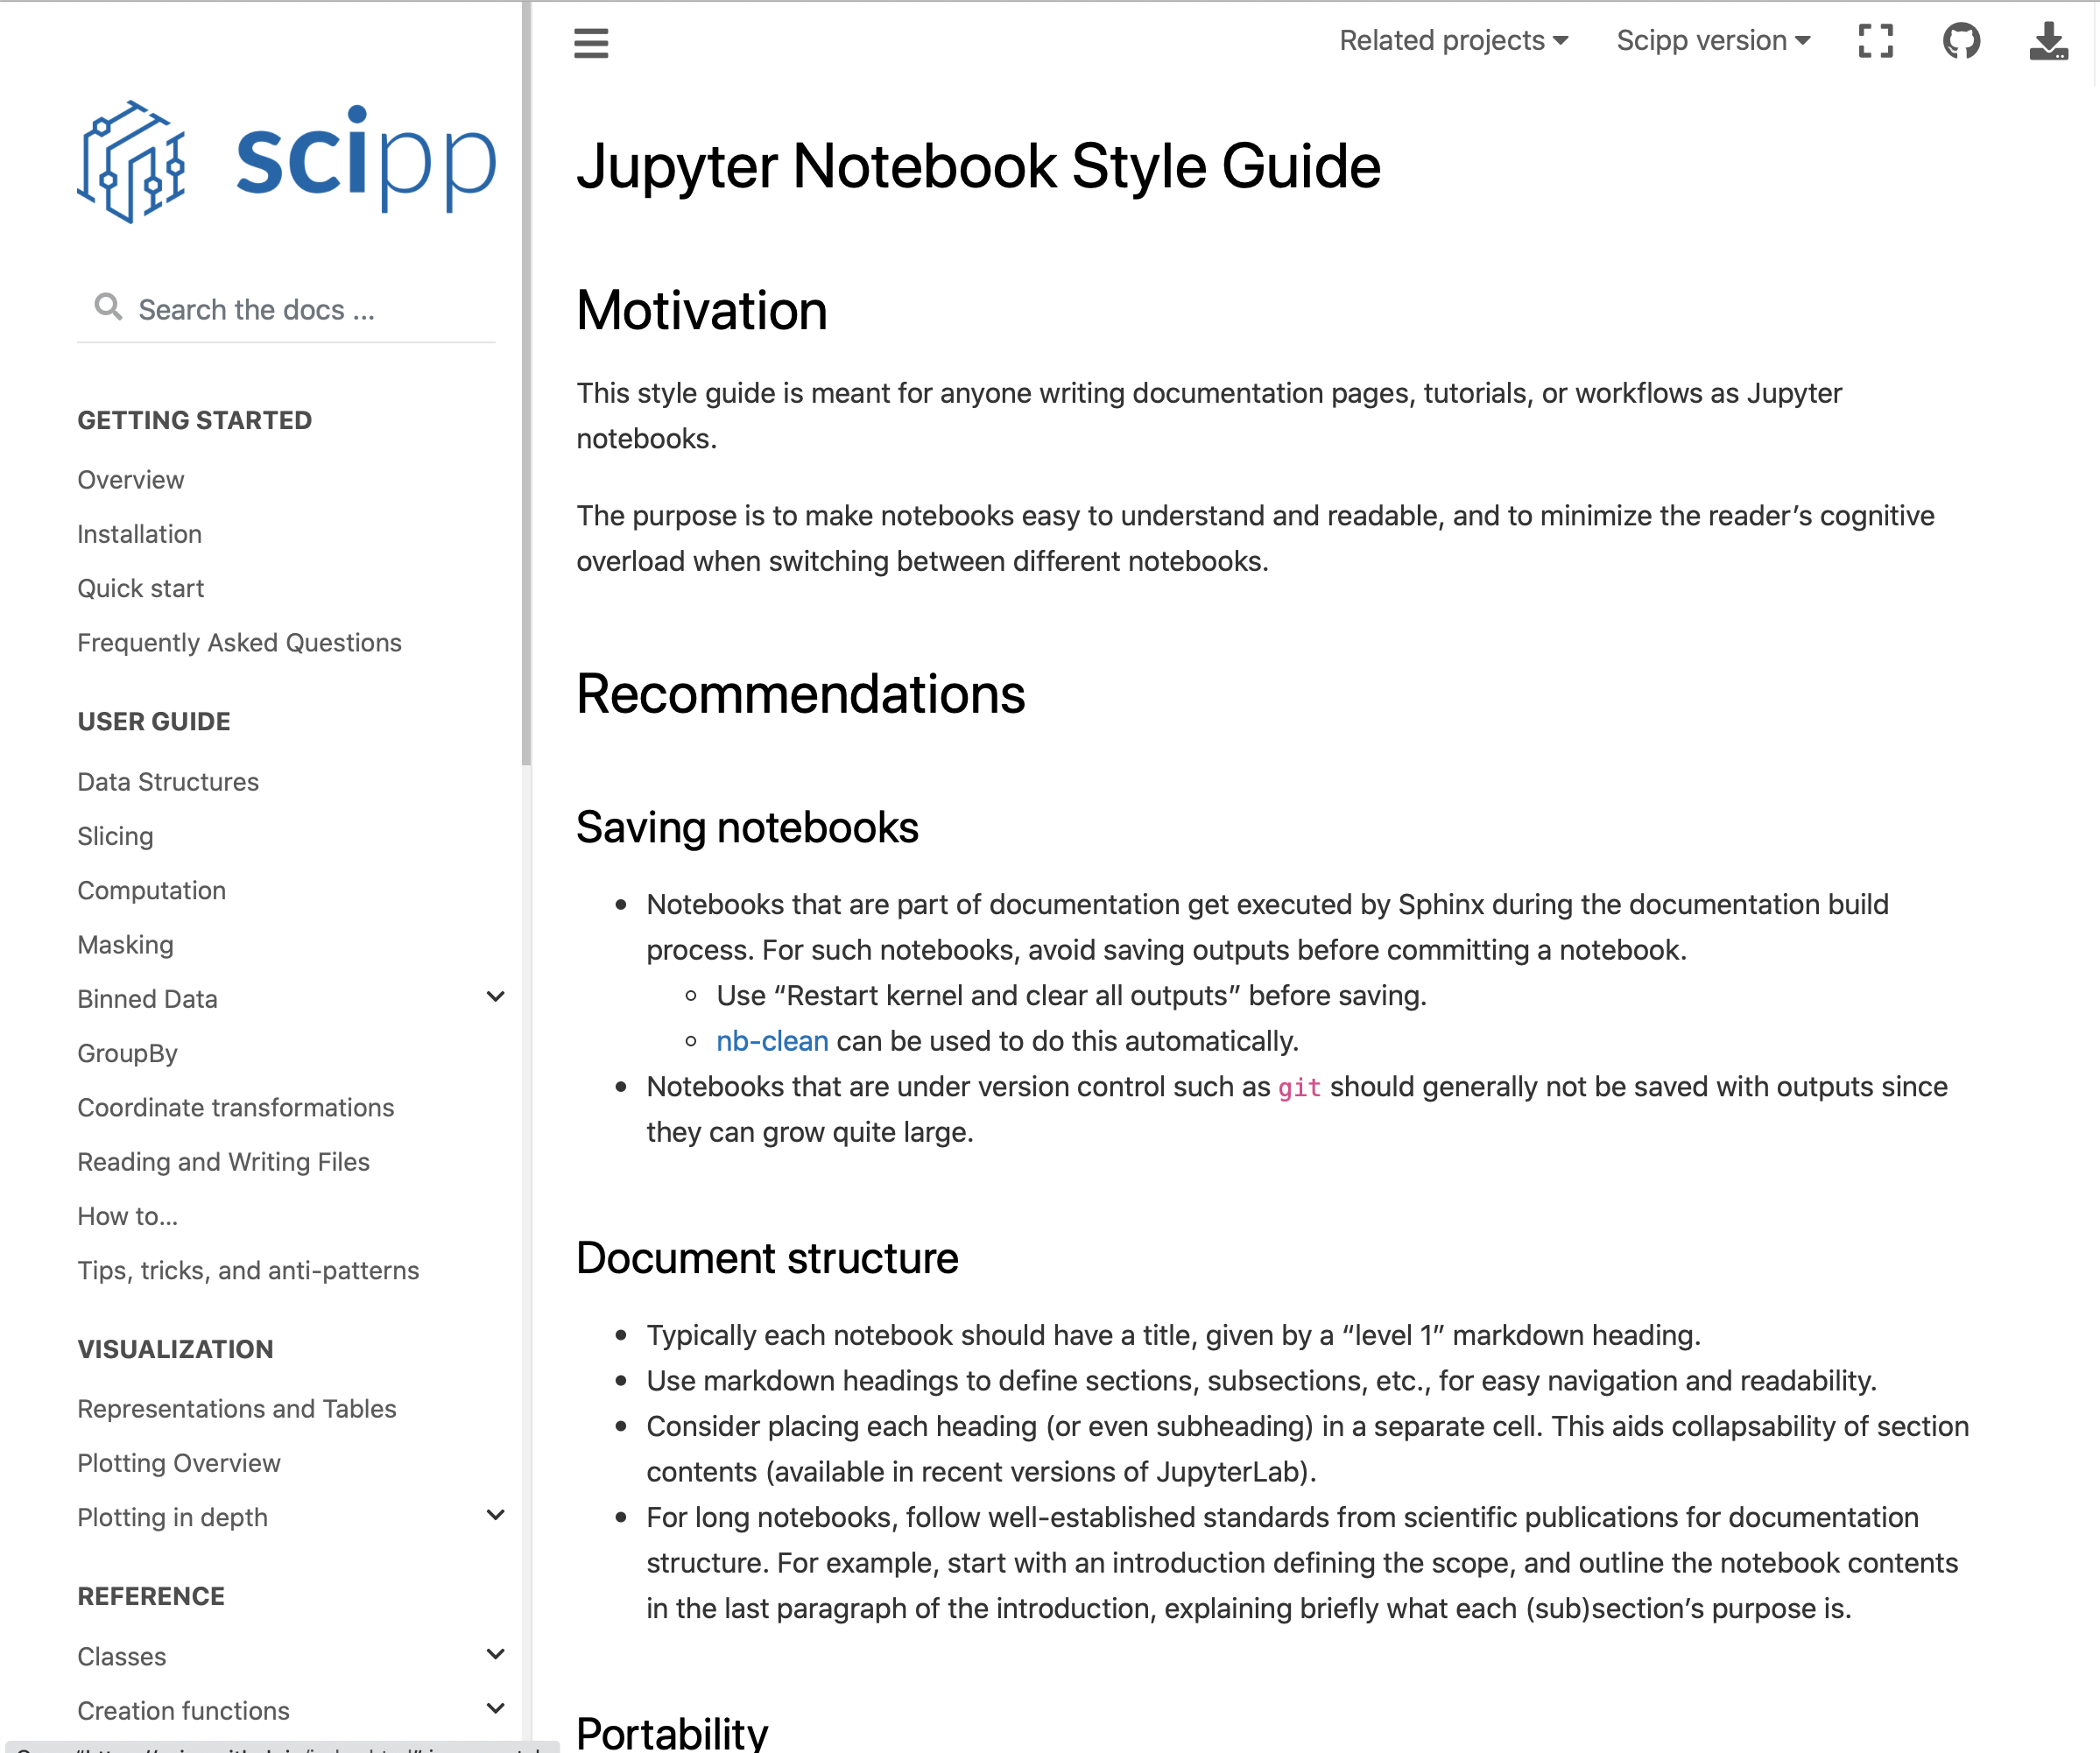 Related projects
Scipp version
scipp
Search the docs ...
GETTING STARTED
Overview
Installation
Quick start
Frequently Asked Questions
USER GUIDE
Data Structures
Slicing
Computation
Masking
Binned Data
GroupBy
Coordinate transformations
Reading and Writing Files
How to...
Tips, tricks, and anti-patterns
VISUALIZATION
Representations and Tables
Plotting Overview
Plotting in depth
REFERENCE
Classes
Creation functions
Jupyter Notebook Style Guide
Motivation
This style guide is meant for anyone writing documentation pages, tutorials, or workflows as Jupyter
notebooks.
The purpose is to make notebooks easy to understand and readable, and to minimize the reader’s cognitive
overload when switching between different notebooks.
Recommendations
Saving notebooks
• Notebooks that are part of documentation get executed by Sphinx during the documentation build
process. For such notebooks, avoid saving outputs before committing a notebook.
◦ Use “Restart kernel and clear all outputs” before saving.
◦ nb-clean can be used to do this automatically.
• Notebooks that are under version control such as git should generally not be saved with outputs since
they can grow quite large.
Document structure
• Typically each notebook should have a title, given by a “level 1” markdown heading.
• Use markdown headings to define sections, subsections, etc., for easy navigation and readability.
• Consider placing each heading (or even subheading) in a separate cell. This aids collapsability of section
contents (available in recent versions of JupyterLab).
• For long notebooks, follow well-established standards from scientific publications for documentation
structure. For example, start with an introduction defining the scope, and outline the notebook contents
in the last paragraph of the introduction, explaining briefly what each (sub)section’s purpose is.
Portability